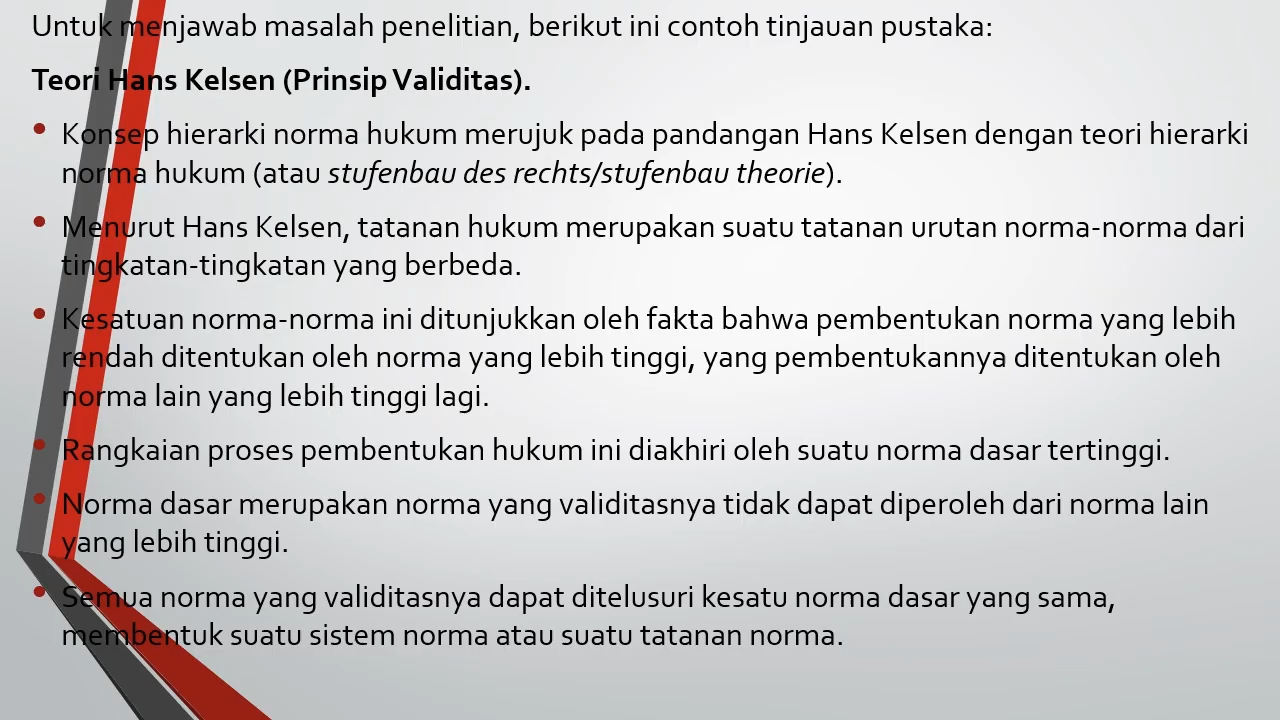 Untuk menjawab masalah penelitian, berikut ini contoh tinjauan pustaka:
Teori Hans Kelsen (Prinsip Validitas).
• Konsep hierarki norma hukum merujuk pada pandangan Hans Kelsen dengan teori hierarki
norma hukum (atau stufenbau des rechts/stufenbau theorie).
• Menurut Hans Kelsen, tatanan hukum merupakan suatu tatanan urutan norma-norma dari
tingkatan-tingkatan yang berbeda.
• Kesatuan norma-norma ini ditunjukkan oleh fakta bahwa pembentukan norma yang lebih
rendah ditentukan oleh norma yang lebih tinggi, yang pembentukannya ditentukan oleh
norma lain yang lebih tinggi lagi.
• Rangkaian proses pembentukan hukum ini diakhiri oleh suatu norma dasar tertinggi.
• Norma dasar merupakan norma yang validitasnya tidak dapat diperoleh dari norma lain
yang lebih tinggi.
• Semua norma yang validitasnya dapat ditelusuri kesatu norma dasar yang sama,
membentuk suatu sistem norma atau suatu tatanan norma.